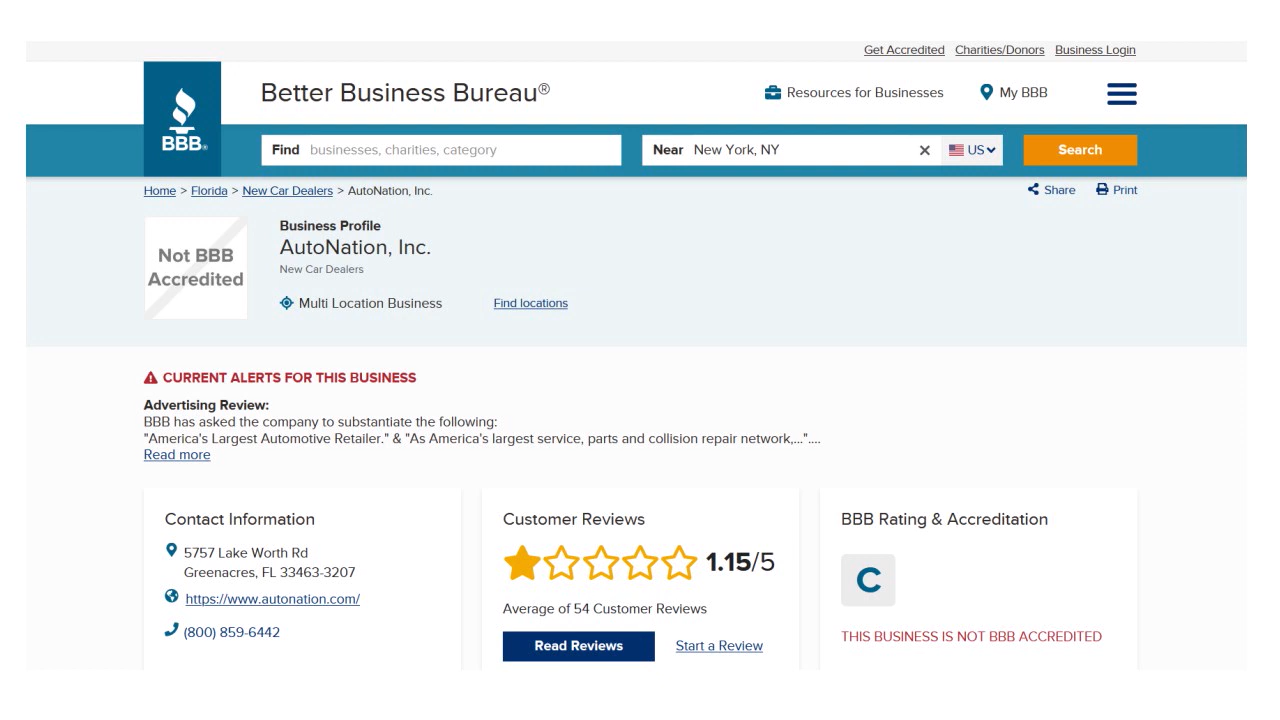 Get Accredited Charities/Donors Business Login
BBB®
Better Business Bureau®
Resources for Businesses My BBB
Find businesses, charities, category
Near New York, NY
US
Search
Home > Florida > New Car Dealers > AutoNation, Inc.
Share Print
Not BBB
Accredited
Business Profile
AutoNation, Inc.
New Car Dealers
Multi Location Business Find locations
CURRENT ALERTS FOR THIS BUSINESS
Advertising Review:
BBB has asked the company to substantiate the following:
"America's Largest Automotive Retailer." & "As America's largest service, parts and collision repair network,..."....
Read more
Contact Information
5757 Lake Worth Rd
Greenacres, FL 33463-3207
https://www.autonation.com/
(800) 859-6442
Customer Reviews
1.15/5
Average of 54 Customer Reviews
Read Reviews Start a Review
BBB Rating & Accreditation
C
THIS BUSINESS IS NOT BBB ACCREDITED